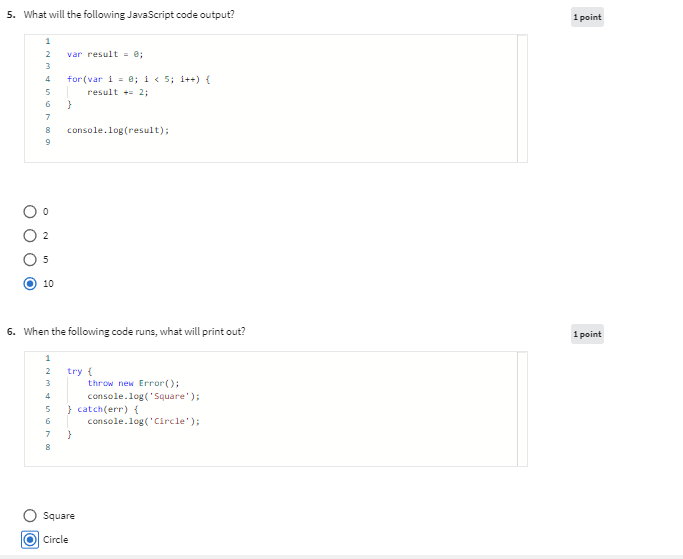 5. What will the following JavaScript code output?
1 point
1
2 var result = 0;
3
4 for(var i = 0; i < 5; i++) {
5 result += 2;
6 }
7
8 console.log(result);
9
0
2
5
10
6. When the following code runs, what will print out?
1 point
1
2 try {
3 throw new Error();
4 console.log('Square');
5 } catch(err) {
6 console.log('Circle');
7 }
8
Square
Circle